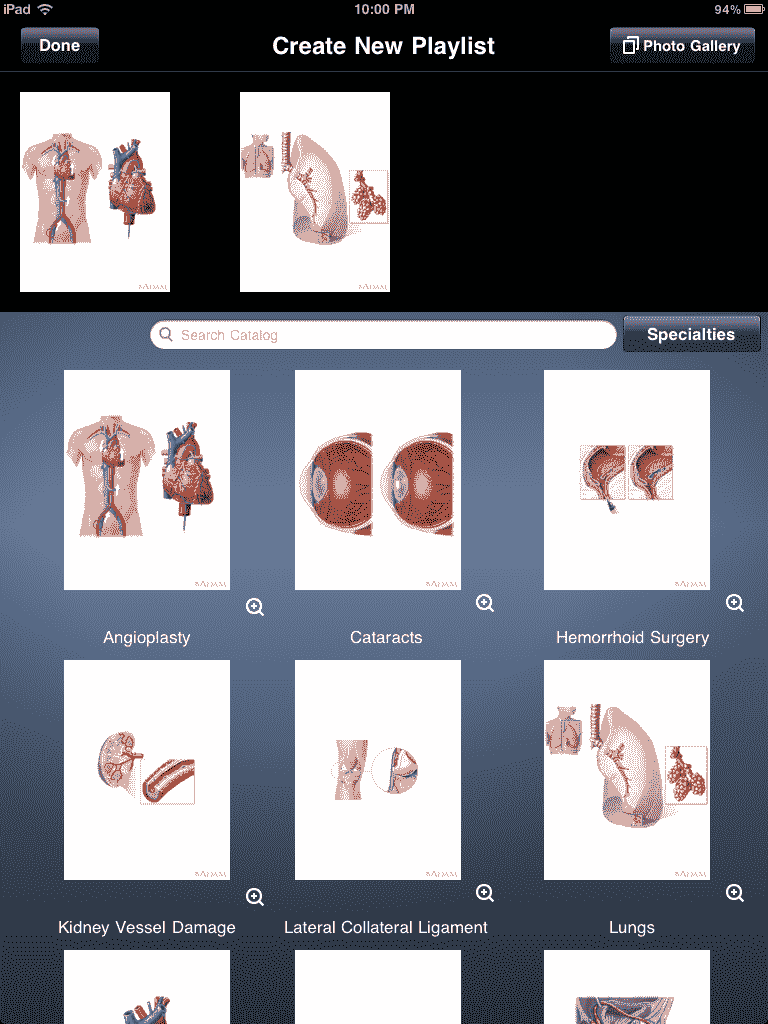 iPad 10:00 PM 94%
Done Create New Playlist Photo Gallery
Search Catalog Specialties
Angioplasty Cataracts Hemorrhoid Surgery
Kidney Vessel Damage Lateral Collateral Ligament Lungs